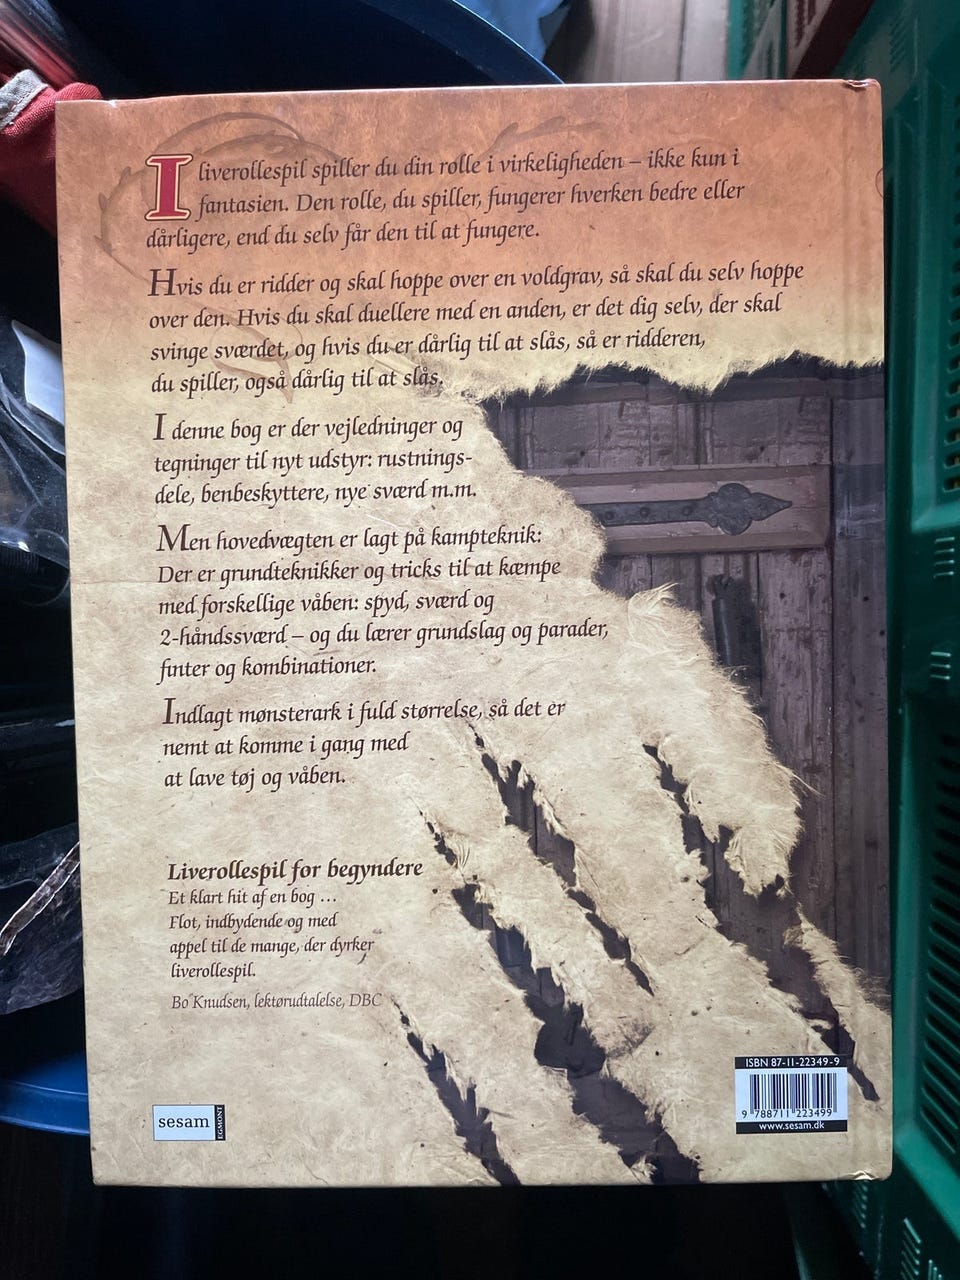 I liverollespil spiller du din rolle i virkeligheden – ikke kun i
fantasien. Den rolle, du spiller, fungerer hverken bedre eller
dårligere, end du selv får den til at fungere.
Hvis du er ridder og skal hoppe over en voldgrav, så skal du selv hoppe
over den. Hvis du skal duellere med en anden, er det dig selv, der skal
svinge sværdet, og hvis du er dårlig til at slås, så er ridderen,
du spiller, også dårlig til at slås.
I denne bog er der vejledninger og
tegninger til nyt udstyr: rustnings-
dele, benbeskyttere, nye sværd m.m.
Men hovedvægten er lagt på kampteknik:
Der er grundteknikker og tricks til at kæmpe
med forskellige våben: spyd, sværd og
2-håndssværd – og du lærer grundslag og parader,
finter og kombinationer.
Indlagt mønsterark i fuld størrelse, så det er
nemt at komme i gang med
at lave tøj og våben.
Liverollespil for begyndere
Et klart hit af en bog ...
Flot, indbydende og med
appel til de mange, der dyrker
liverollespil.
Bo Knudsen, lektørudtalelse, DBC
sesam
EGMONT
ISBN 87-11-22349-9
9 788711 223499
www.sesam.dk